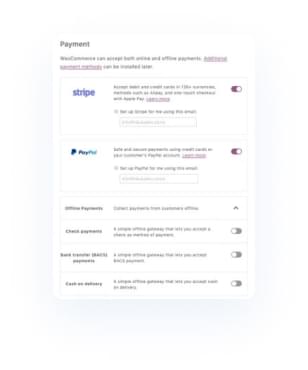 Payment
WooCommerce can accept both online and offline payments. Additional
payment methods can be installed later.
stripe
Accept debit and credit cards in 135+ currencies,
methods such as Alipay, and one-touch checkout
with Apple Pay. Learn more.
Set up Stripe for me using this email:
PayPal
Safe and secure payments using credit cards or
your customer's PayPal account. Learn more.
Set up PayPal for me using this email:
Offline Payments
Collect payments from customers offline.
Check payments
A simple offline gateway that lets you accept a
check as method of payment.
Bank transfer (BACS)
payments
A simple offline gateway that lets you accept
BACS payment.
Cash on delivery
A simple offline gateway that lets you accept cash
on delivery.